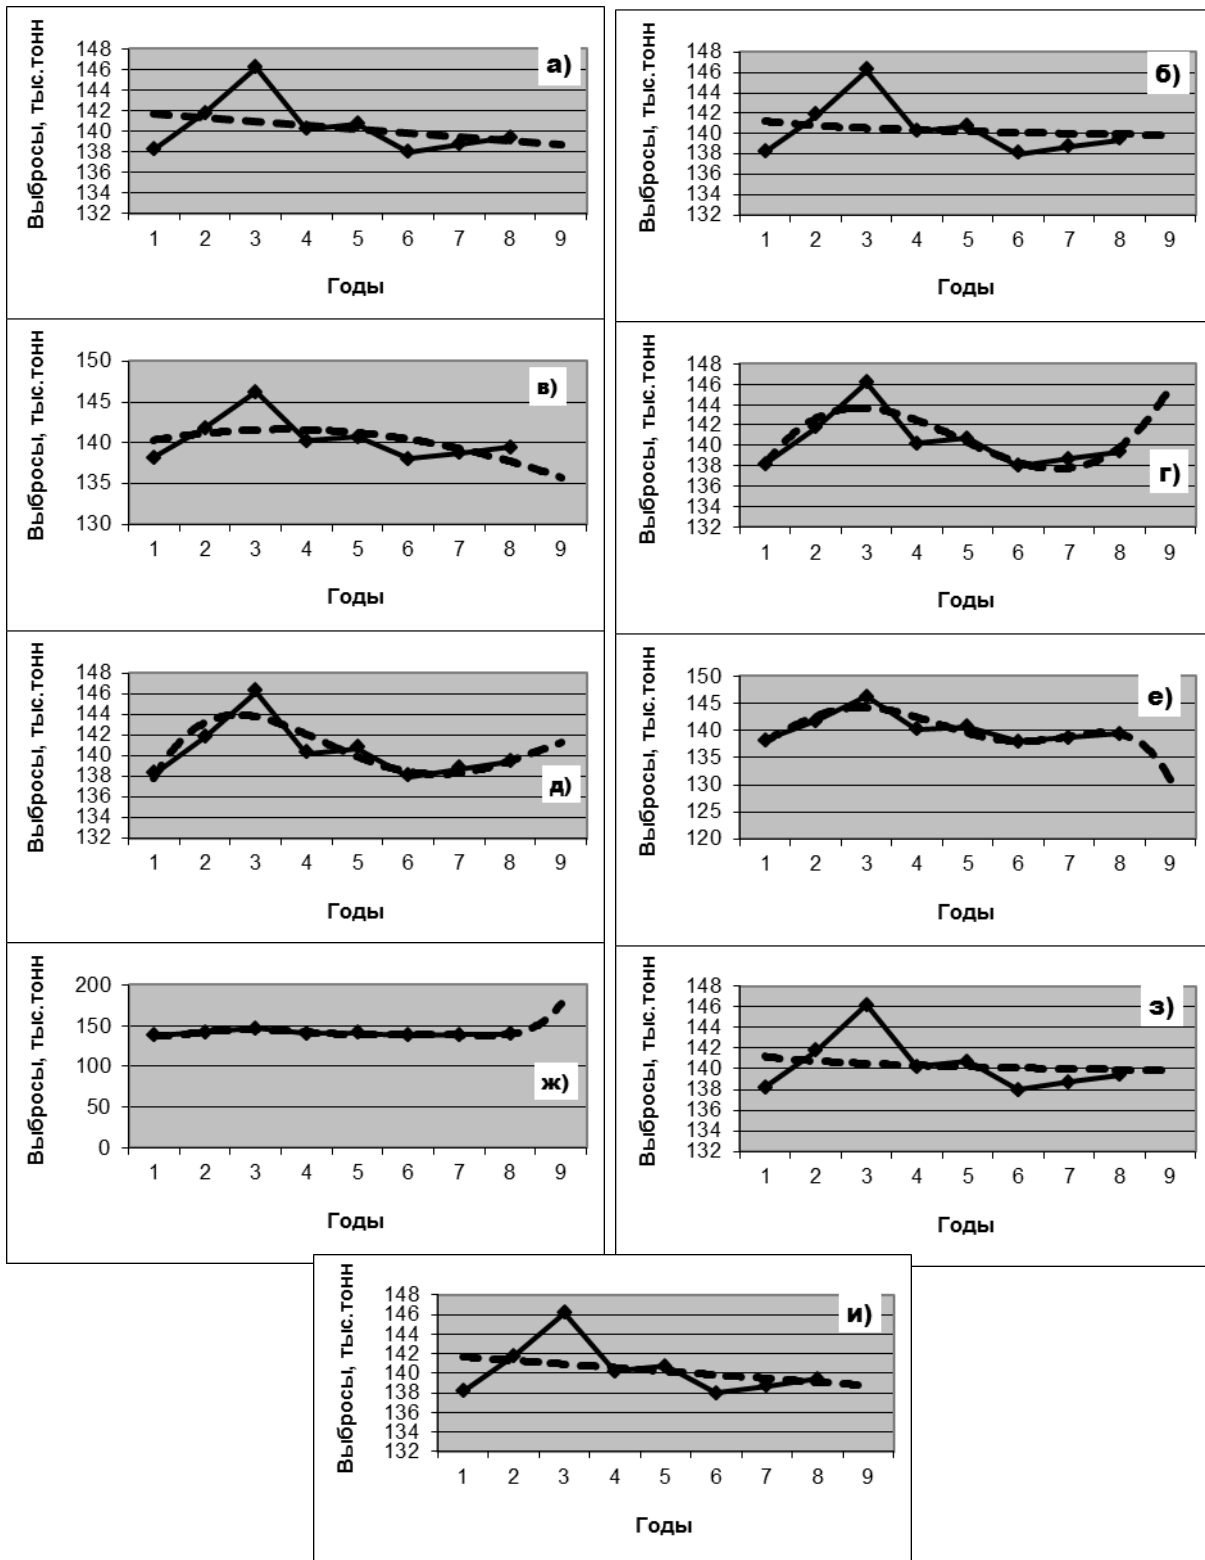 Выбросы, тыс.тонн
148
146
144
142
140
138
136
134
132
а)
1 2 3 4 5 6 7 8 9
Годы
Выбросы, тыс.тонн
148
146
144
142
140
138
136
134
132
б)
1 2 3 4 5 6 7 8 9
Годы
Выбросы, тыс.тонн
150
145
140
135
130
в)
1 2 3 4 5 6 7 8 9
Годы
Выбросы, тыс.тонн
148
146
144
142
140
138
136
134
132
г)
1 2 3 4 5 6 7 8 9
Годы
Выбросы, тыс.тонн
148
146
144
142
140
138
136
134
132
д)
1 2 3 4 5 6 7 8 9
Годы
Выбросы, тыс.тонн
150
145
140
135
130
125
120
е)
1 2 3 4 5 6 7 8 9
Годы
Выбросы, тыс.тонн
200
150
100
50
0
ж)
1 2 3 4 5 6 7 8 9
Годы
Выбросы, тыс.тонн
148
146
144
142
140
138
136
134
132
з)
1 2 3 4 5 6 7 8 9
Годы
Выбросы, тыс.тонн
148
146
144
142
140
138
136
134
132
и)
1 2 3 4 5 6 7 8 9
Годы